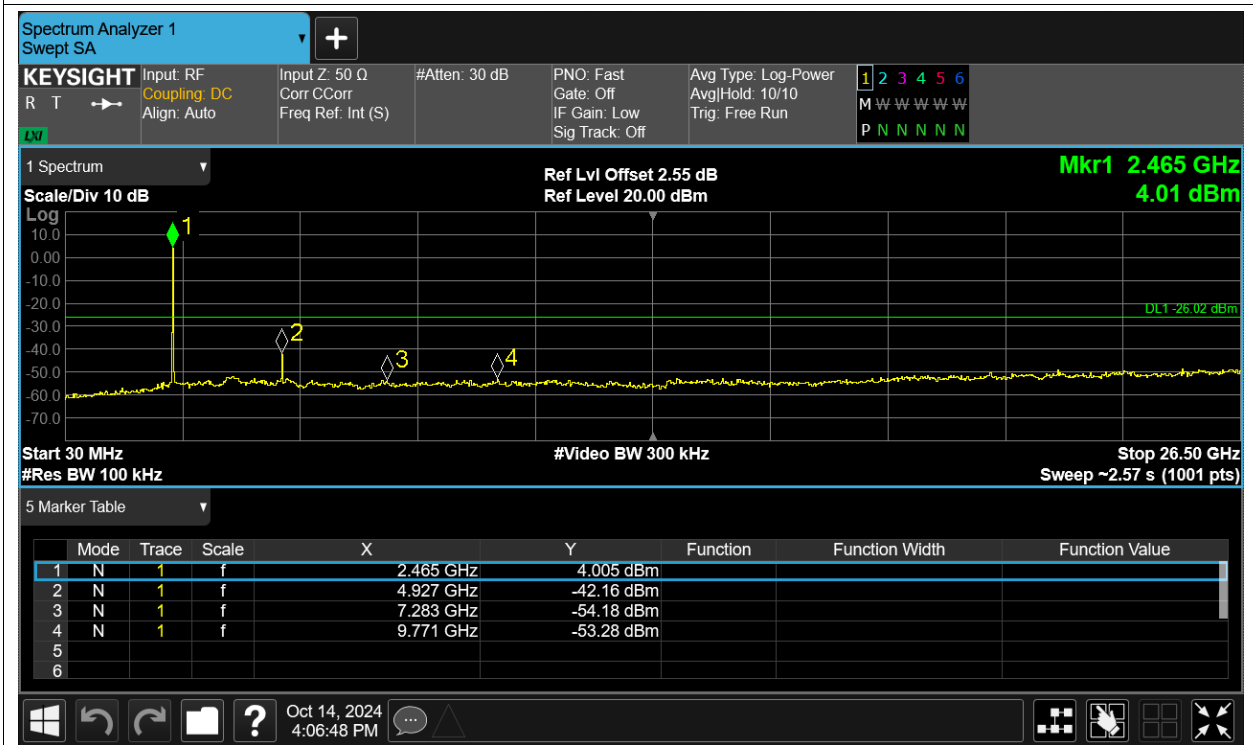 Spectrum Analyzer 1
Swept SA
KEYSIGHT
R T
LXI
Input: RF
Coupling: DC
Align: Auto
Input Z: 50 Ω
Corr CCorr
Freq Ref: Int (S)
#Atten: 30 dB
PNO: Fast
Gate: Off
IF Gain: Low
Sig Track: Off
Avg Type: Log-Power
Avg|Hold: 10/10
Trig: Free Run
1 2 3 4 5 6
M W W W W W
P N N N N N
1 Spectrum
Scale/Div 10 dB
Ref Lvl Offset 2.55 dB
Ref Level 20.00 dBm
Mkr1 2.465 GHz
4.01 dBm
Log
10.0
0.00
-10.0
-20.0
-30.0
-40.0
-50.0
-60.0
-70.0
1
2
3
4
DL1 -26.02 dBm
Start 30 MHz
#Video BW 300 kHz
Stop 26.50 GHz
#Res BW 100 kHz
Sweep ~2.57 s (1001 pts)
5 Marker Table
Mode Trace Scale X Y Function Function Width Function Value
1 N 1 f 2.465 GHz 4.005 dBm
2 N 1 f 4.927 GHz -42.16 dBm
3 N 1 f 7.283 GHz -54.18 dBm
4 N 1 f 9.771 GHz -53.28 dBm
5
6
?
Oct 14, 2024
4:06:48 PM